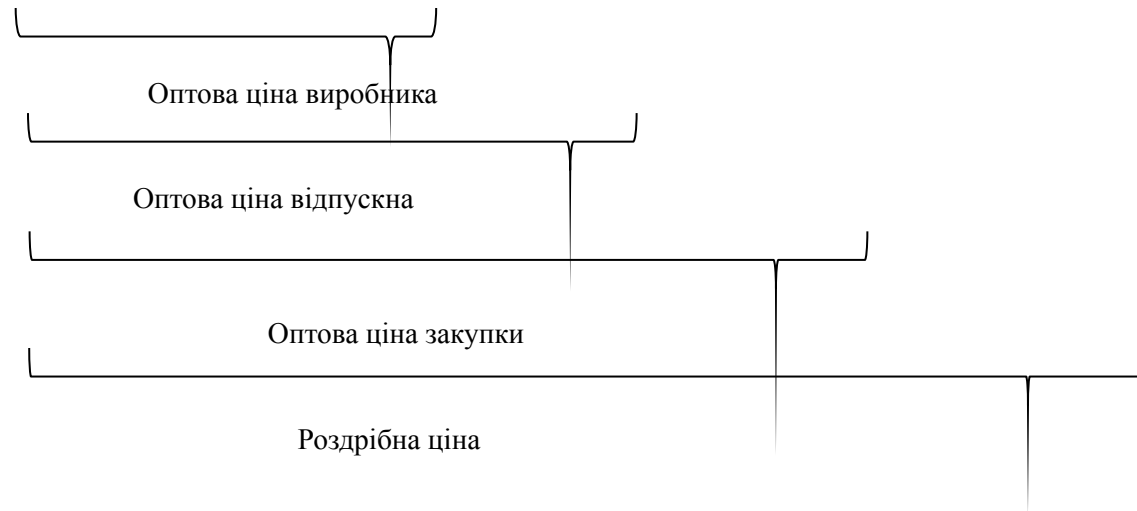 Оптова ціна виробника
Оптова ціна відпускна
Оптова ціна закупки
Роздрібна ціна